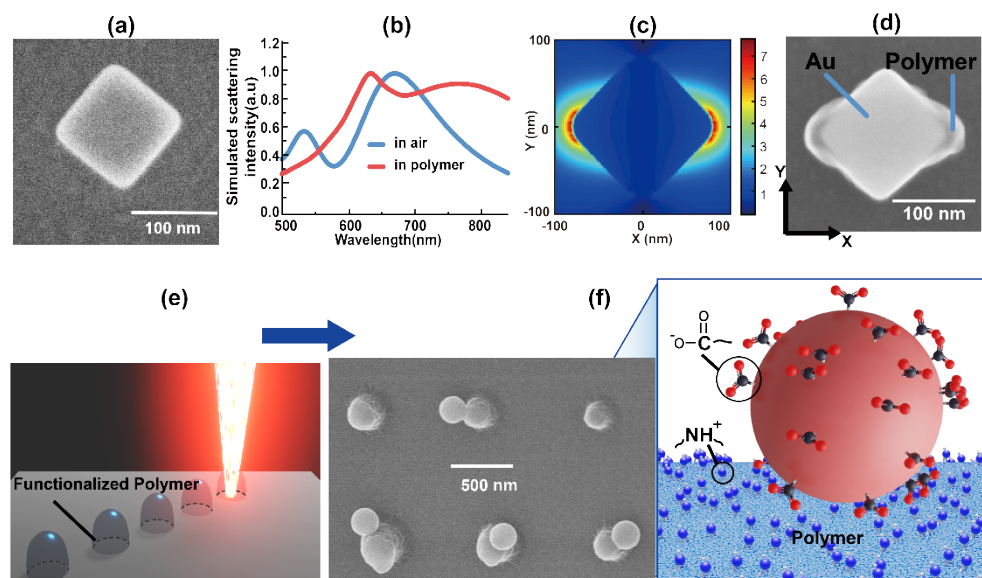 (a)
100 nm
(b)
Simulated scattering
intensity(a.u)
1.2
1.0
0.8
0.6
0.4
0.2
0.0
in air
in polymer
500
600
700
800
Wavelength(nm)
(c)
100
0
-100
Y (nm)
-100
0
100
X (nm)
7
6
5
4
3
2
1
(d)
Au
Polymer
Y
X
100 nm
(e)
Functionalized Polymer
(f)
500 nm
O
-O
C
NH+
Polymer